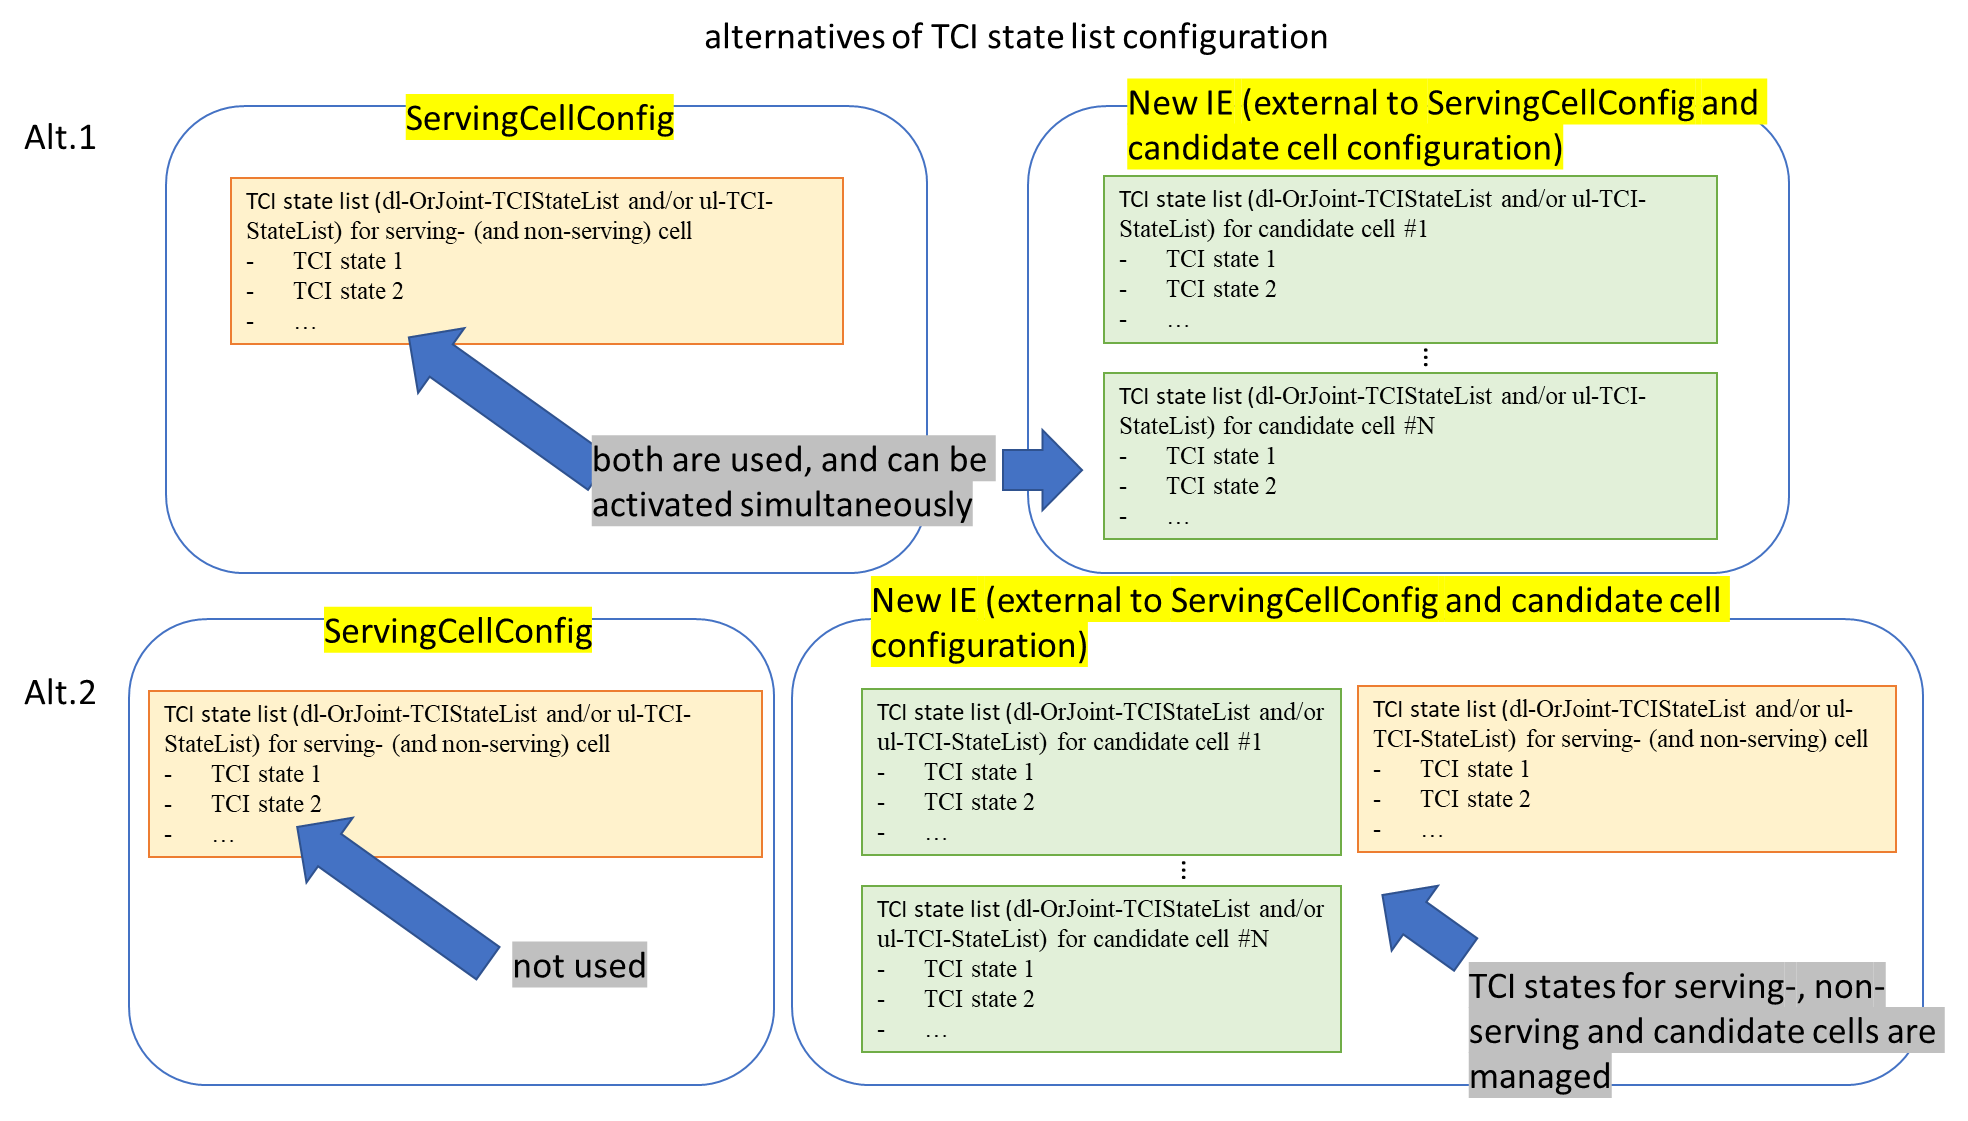 alternatives of TCI state list configuration
Alt.1
ServingCellConfig
TCI state list (dl-OrJoint-TCIStateList and/or ul-TCI-
StateList) for serving- (and non-serving) cell
- TCI state 1
- TCI state 2
- …
both are used, and can be
activated simultaneously
New IE (external to ServingCellConfig and
candidate cell configuration)
TCI state list (dl-OrJoint-TCIStateList and/or ul-TCI-
StateList) for candidate cell #1
- TCI state 1
- TCI state 2
- …
⋮
TCI state list (dl-OrJoint-TCIStateList and/or ul-TCI-
StateList) for candidate cell #N
- TCI state 1
- TCI state 2
- …
Alt.2
ServingCellConfig
TCI state list (dl-OrJoint-TCIStateList and/or ul-TCI-
StateList) for serving- (and non-serving) cell
- TCI state 1
- TCI state 2
- …
not used
New IE (external to ServingCellConfig and candidate cell
configuration)
TCI state list (dl-OrJoint-TCIStateList and/or
ul-TCI-StateList) for candidate cell #1
- TCI state 1
- TCI state 2
- …
⋮
TCI state list (dl-OrJoint-TCIStateList and/or
ul-TCI-StateList) for candidate cell #N
- TCI state 1
- TCI state 2
- …
TCI state list (dl-OrJoint-TCIStateList and/or ul-
TCI-StateList) for serving- (and non-serving) cell
- TCI state 1
- TCI state 2
- …
TCI states for serving-, non-
serving and candidate cells are
managed